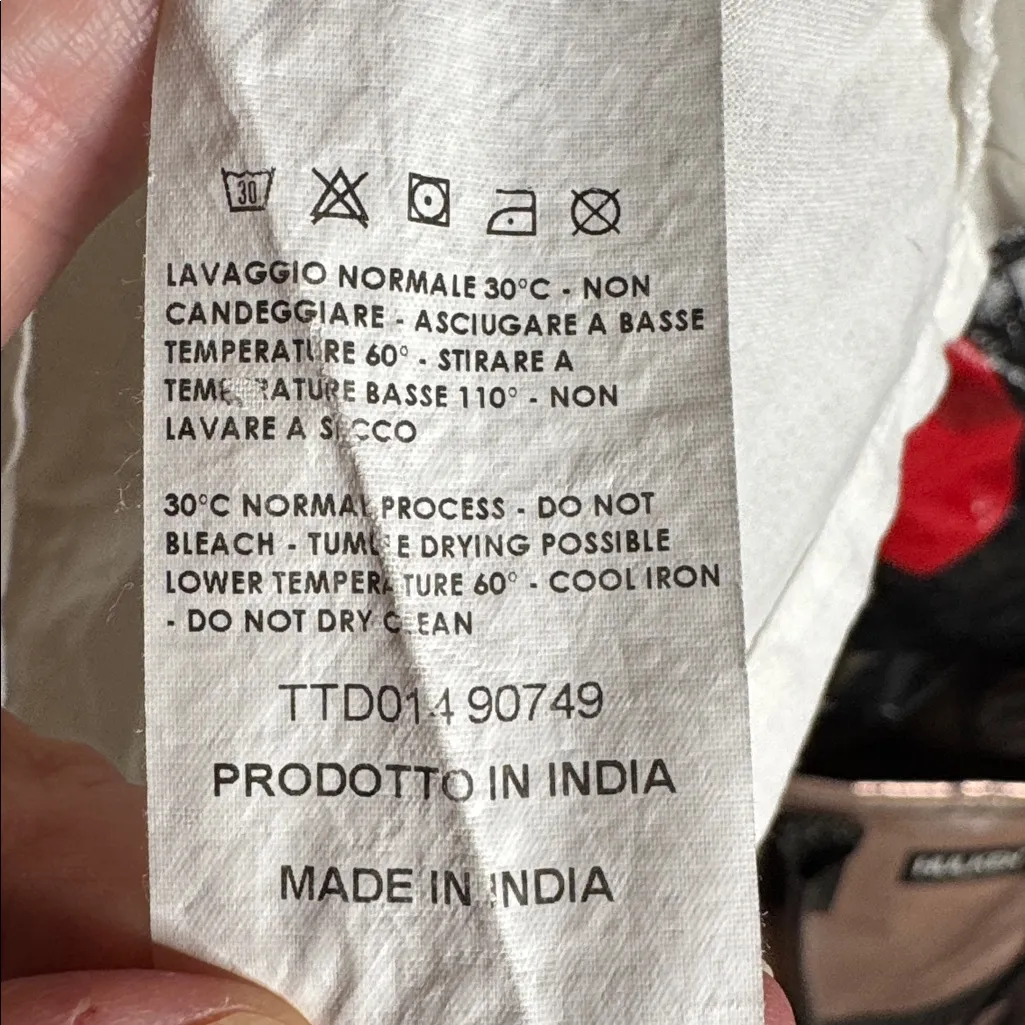 30
LAVAGGIO NORMALE 30°C - NON
CANDEGGIARE - ASCIUGARE A BASSE
TEMPERATURE 60° - STIRARE A
TEMPERATURE BASSE 110° - NON
LAVARE A SECCO
30°C NORMAL PROCESS - DO NOT
BLEACH - TUMBLE DRYING POSSIBLE
LOWER TEMPERATURE 60° - COOL IRON
- DO NOT DRY CLEAN
TTD014 90749
PRODOTTO IN INDIA
MADE IN INDIA